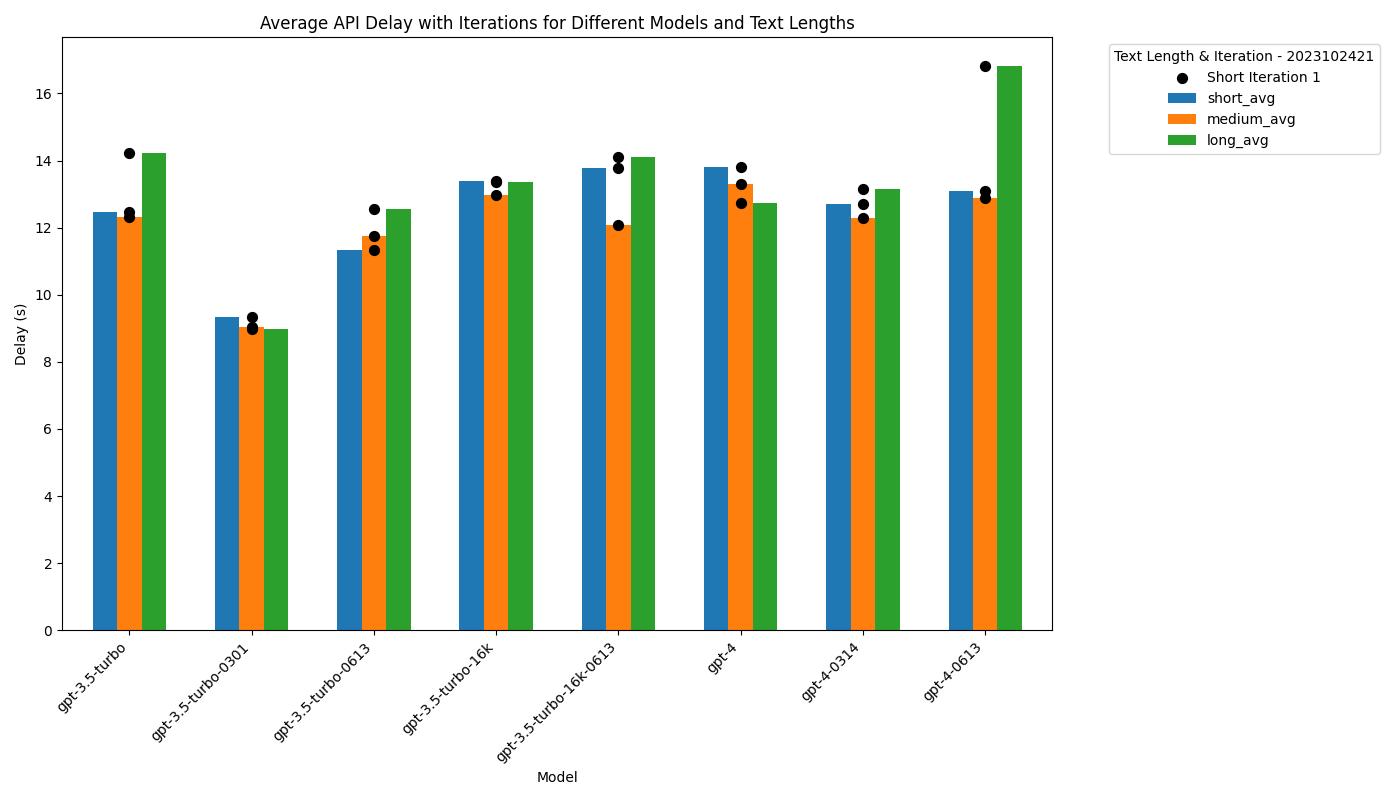 Average API Delay with Iterations for Different Models and Text Lengths
Text Length & Iteration - 2023102421
Short Iteration 1
short_avg
medium_avg
long_avg
Delay (s)
16
14
12
10
8
6
4
2
0
gpt-3.5-turbo
gpt-3.5-turbo-0301
gpt-3.5-turbo-0613
gpt-3.5-turbo-16k
gpt-3.5-turbo-16k-0613
gpt-4
gpt-4-0314
gpt-4-0613
Model